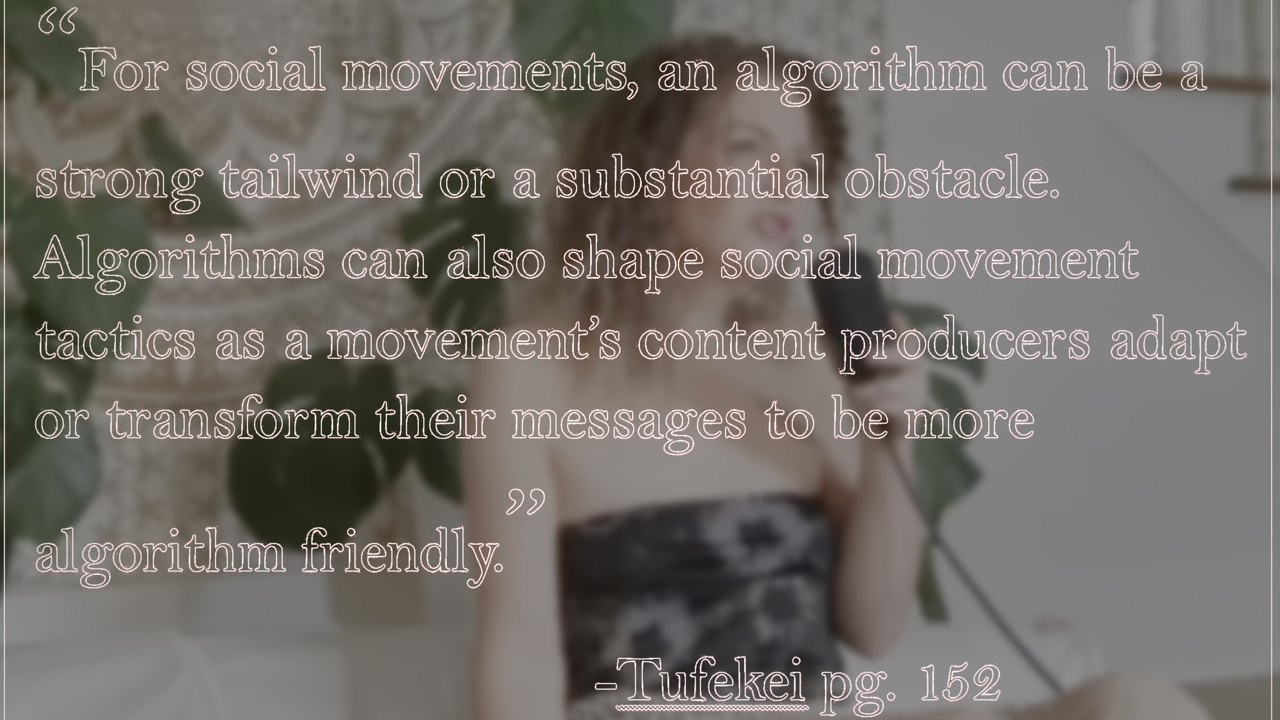 “For social movements, an algorithm can be a
strong tailwind or a substantial obstacle.
Algorithms can also shape social movement
tactics as a movement’s content producers adapt
or transform their messages to be more
algorithm friendly.”
-Tufekei pg. 152